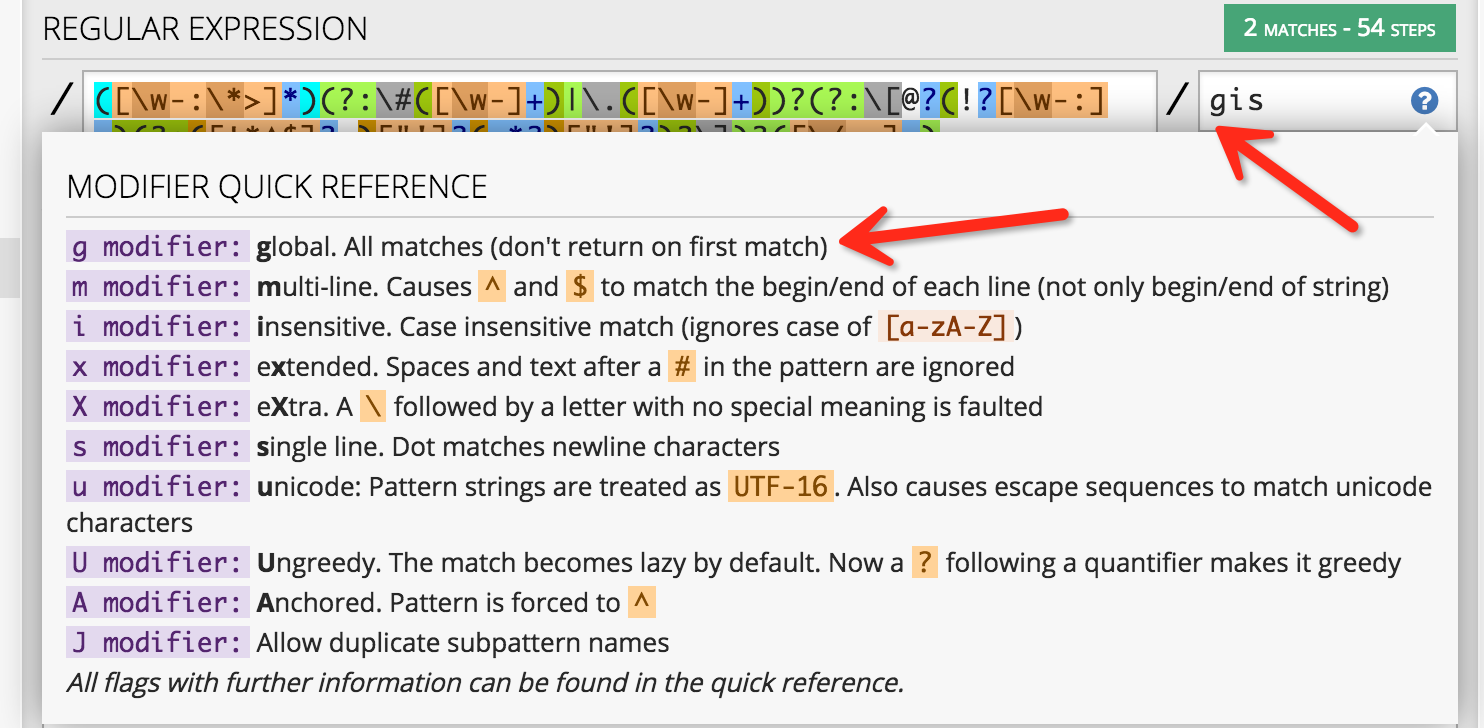 REGULAR EXPRESSION
2 MATCHES - 54 STEPS
/ ([\w-:\*>]*)(?:\#([\w-]+)|\.([\w-]+))?(?:\[@?(!?[\w-:] / gis ?
MODIFIER QUICK REFERENCE
g modifier: global. All matches (don't return on first match)
m modifier: multi-line. Causes ^ and $ to match the begin/end of each line (not only begin/end of string)
i modifier: insensitive. Case insensitive match (ignores case of [a-zA-Z])
x modifier: extended. Spaces and text after a # in the pattern are ignored
X modifier: eXtra. A \ followed by a letter with no special meaning is faulted
s modifier: single line. Dot matches newline characters
u modifier: unicode: Pattern strings are treated as UTF-16. Also causes escape sequences to match unicode
characters
U modifier: Ungreedy. The match becomes lazy by default. Now a ? following a quantifier makes it greedy
A modifier: Anchored. Pattern is forced to ^
J modifier: Allow duplicate subpattern names
All flags with further information can be found in the quick reference.